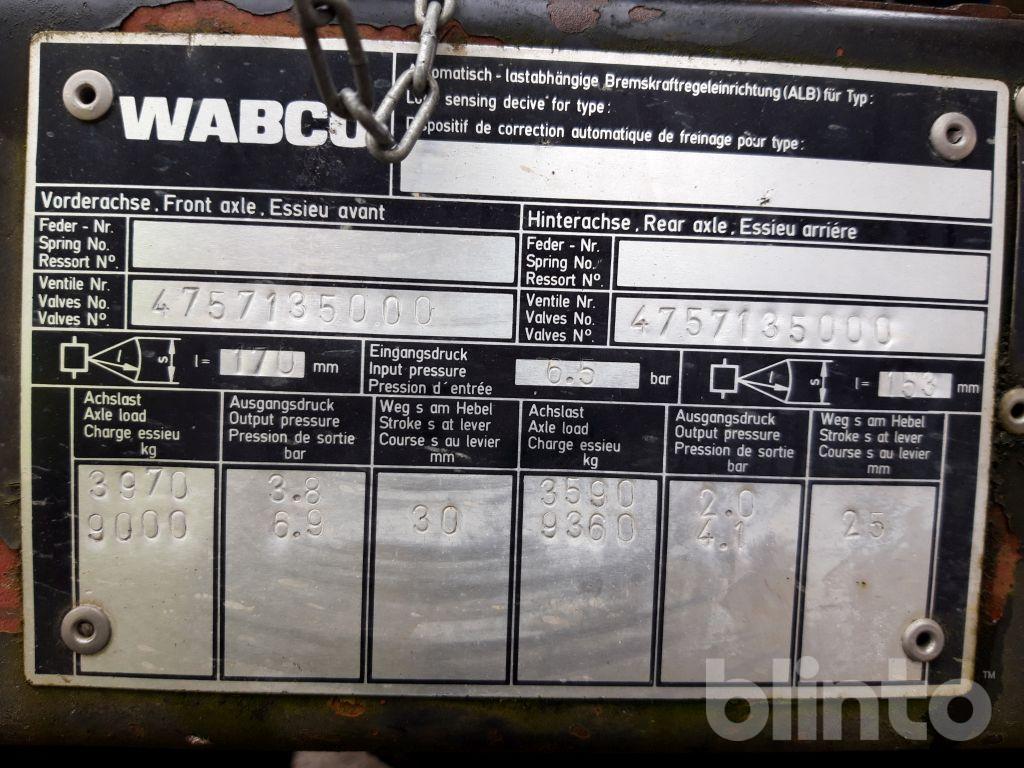 WABCO
Automatisch - lastabhängige Bremskraftregeleinrichtung (ALB) für Typ:
Load sensing decive for type:
Dispositif de correction automatique de freinage pour type:
Vorderachse, Front axle, Essieu avant
Feder - Nr.
Spring No.
Ressort N°.
Ventile Nr.
Valves No.
Valves N°.
4757135000
Hinterachse, Rear axle, Essieu arriére
Feder - Nr.
Spring No.
Ressort N°.
Ventile Nr.
Valves No.
Valves N°.
4757135000
l s l = 170 mm
Eingangsdruck
Input pressure
Pression d'entrée
6.5 bar
l s l = 153 mm
Achslast
Axle load
Charge essieu
kg
Ausgangsdruck
Output pressure
Pression de sortie
bar
Weg s am Hebel
Stroke s at lever
Course s au levier
mm
Achslast
Axle load
Charge essieu
kg
Ausgangsdruck
Output pressure
Pression de sortie
bar
Weg s am Hebel
Stroke s at lever
Course s au levier
mm
3970 3.8 3590 2.0
9000 6.9 30 9360 4.1 25
blinto™